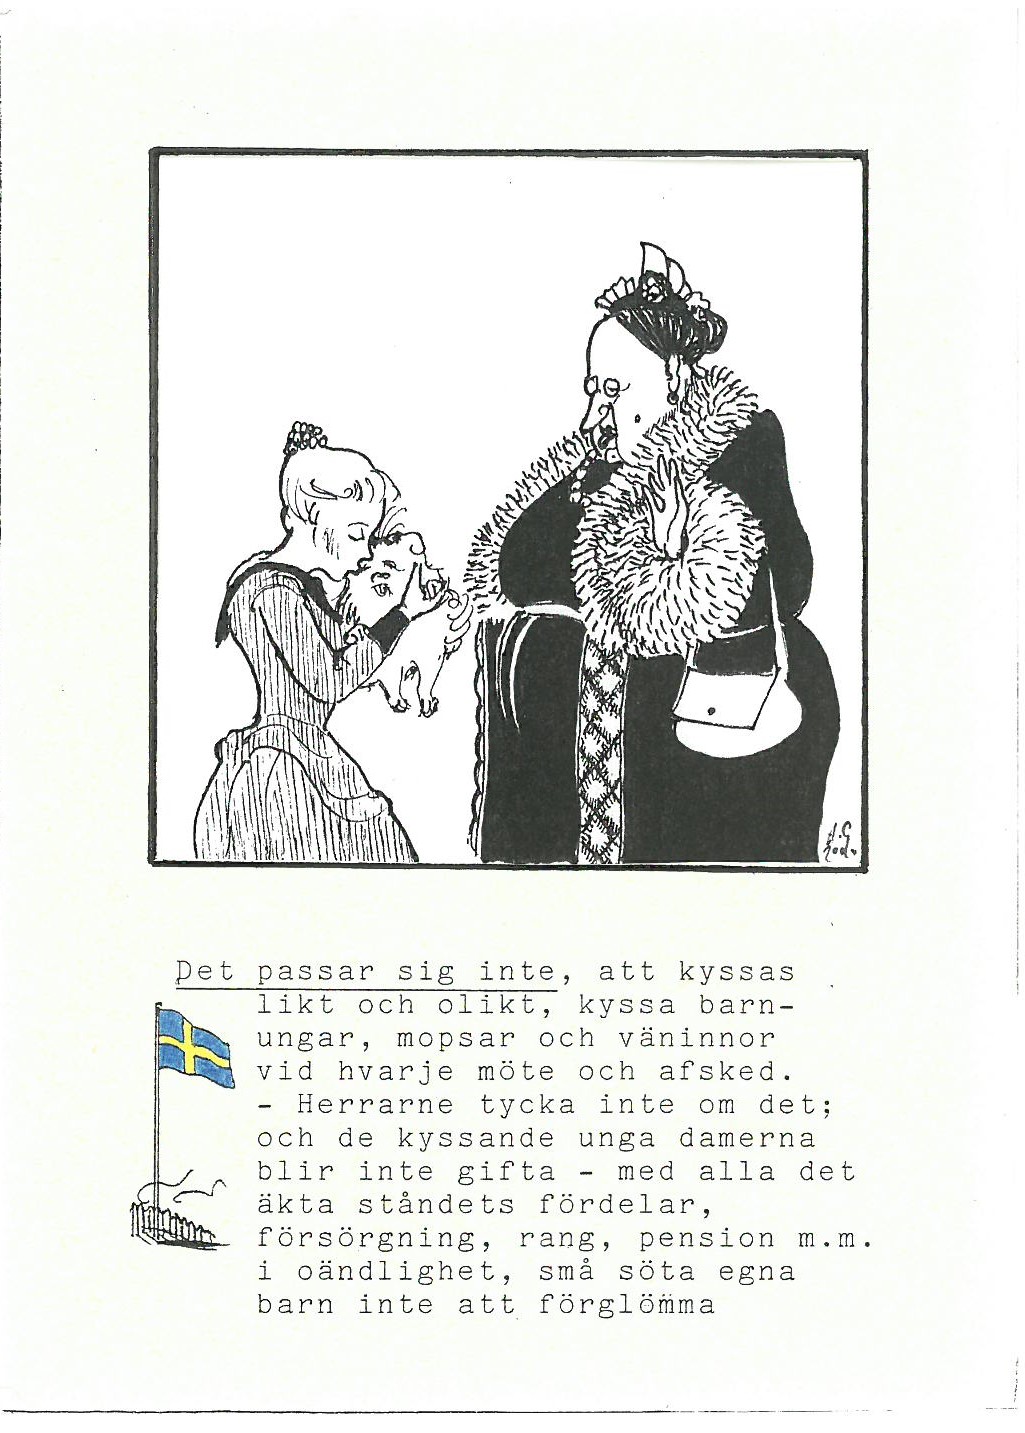 Det passar sig inte, att kyssas
likt och olikt, kyssa barn-
ungar, mopsar och väninnor
vid hvarje möte och afsked.
- Herrarne tycka inte om det;
och de kyssande unga damerna
blir inte gifta - med alla det
äkta ståndets fördelar,
försörgning, rang, pension m.m.
i oändlighet, små söta egna
barn inte att förglömma